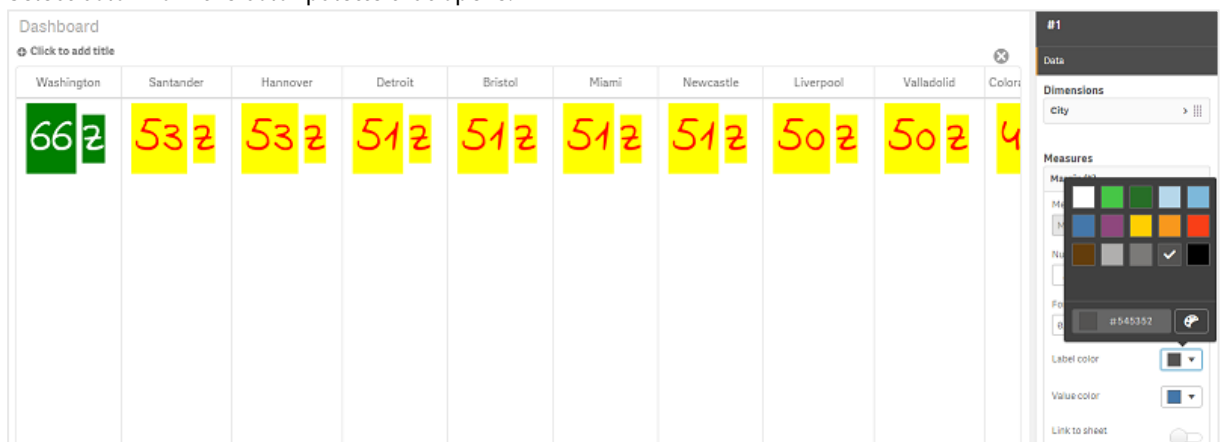 Dashboard
Click to add title
Washington Santander Hannover Detroit Bristol Miami Newcastle Liverpool Valladolid
66 z 53 z 53 z 51 z 51 z 51 z 51 z 50 z 50 z 4
#1
Data
Dimensions
City
Measures
#545352
Label color
Value color
Link to sheet